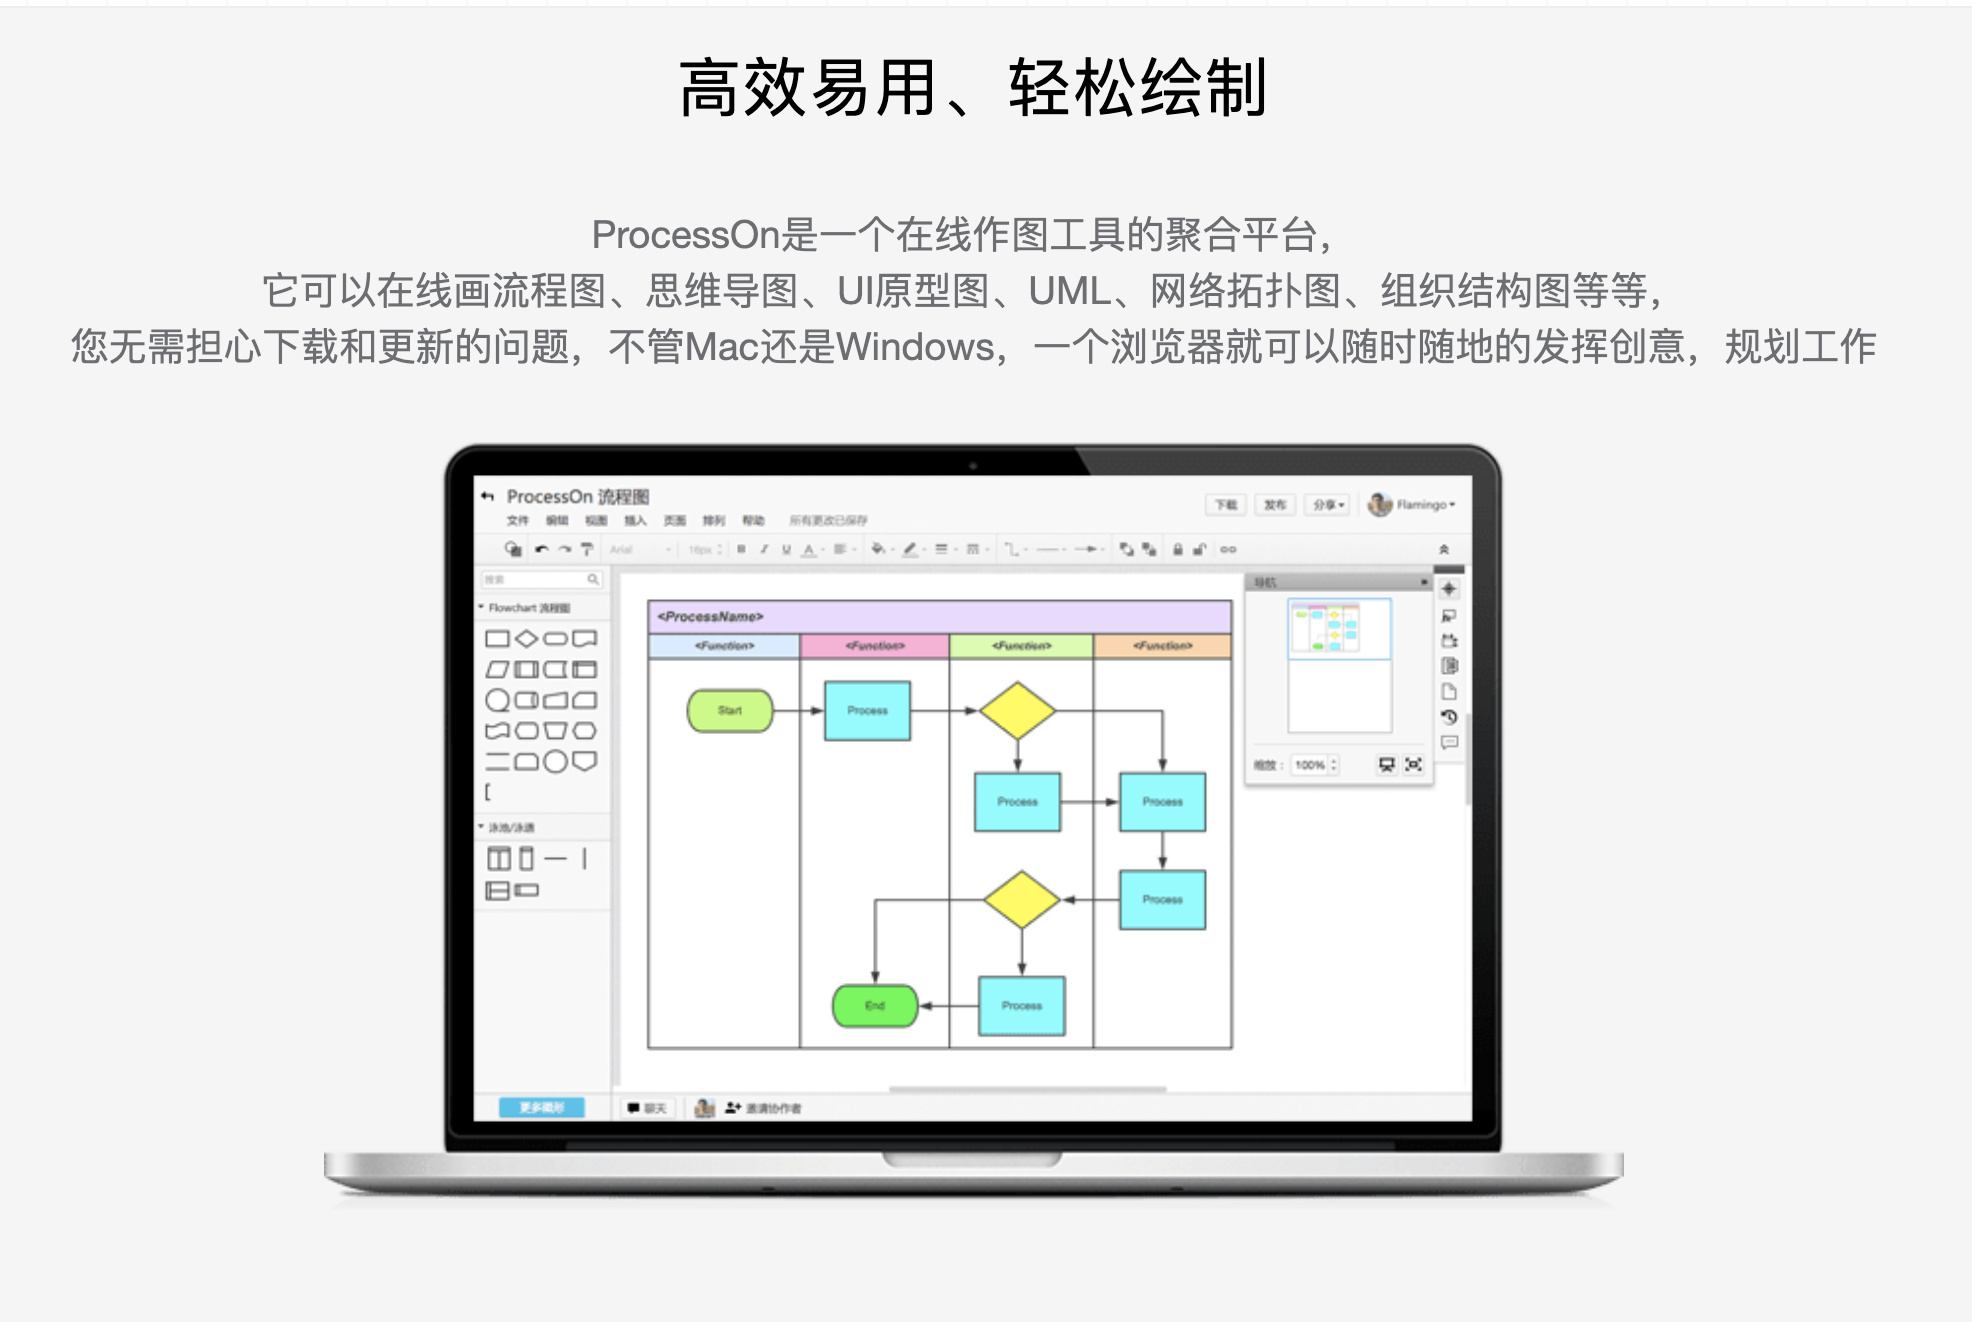 高效易用、轻松绘制
ProcessOn是一个在线作图工具的聚合平台，
它可以在线画流程图、思维导图、UI原型图、UML、网络拓扑图、组织结构图等等，
您无需担心下载和更新的问题，不管Mac还是Windows，一个浏览器就可以随时随地的发挥创意，规划工作
ProcessOn 流程图
下载 发布 分享 Flamingo
文件 编辑 视图 插入 页面 排列 帮助 所有更改已保存
Arial 16px B I U A
搜索
导航
Flowchart 流程图
<ProcessName>
<Function> <Function> <Function> <Function>
Start Process
缩放： 100%
Process Process
泳池/泳道
Process
End Process
更多图形 聊天 邀请协作者